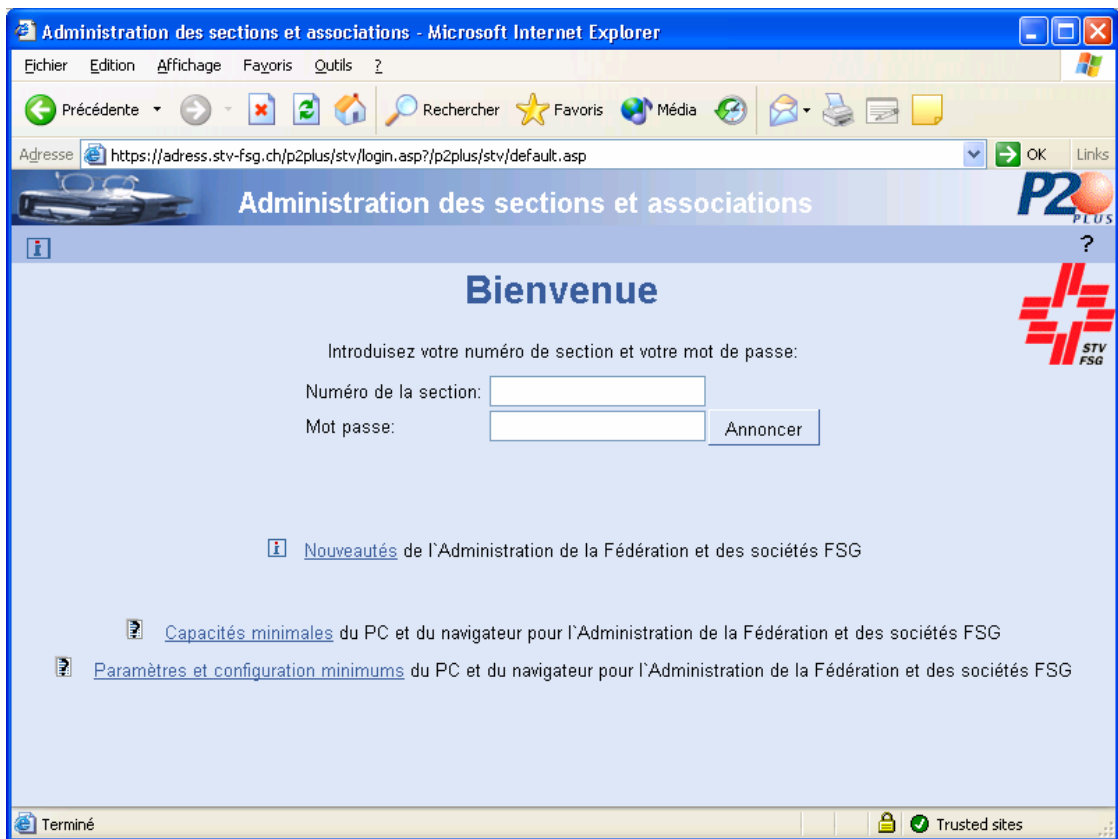 Administration des sections et associations - Microsoft Internet Explorer
Fichier Edition Affichage Favoris Outils ?
Précédente Rechercher Favoris Média
Adresse https://adress.stv-fsg.ch/p2plus/stv/login.asp?/p2plus/stv/default.asp OK Links
Administration des sections et associations P2 PLUS
?
Bienvenue
Introduisez votre numéro de section et votre mot de passe:
STV
FSG
Numéro de la section:
Mot passe: Annoncer
Nouveautés de l`Administration de la Fédération et des sociétés FSG
Capacités minimales du PC et du navigateur pour l`Administration de la Fédération et des sociétés FSG
Paramètres et configuration minimums du PC et du navigateur pour l`Administration de la Fédération et des sociétés FSG
Terminé Trusted sites